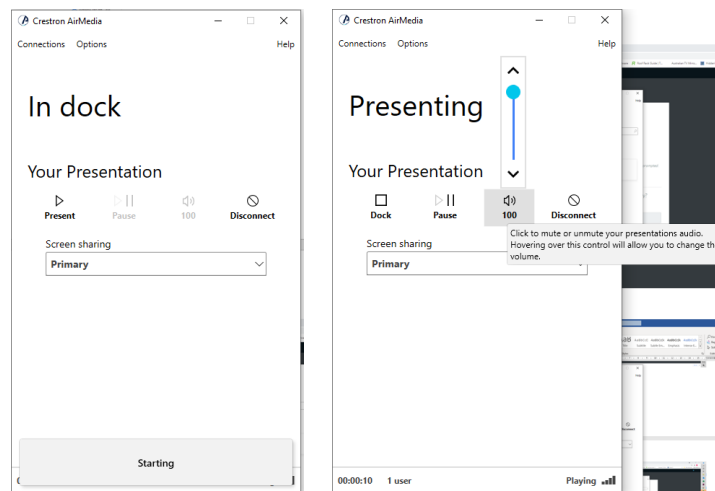 Crestron AirMedia
Connections Options Help
In dock
Your Presentation
Present Pause 100 Disconnect
Screen sharing
Primary
Starting
Crestron AirMedia
Connections Options Help
Presenting
Your Presentation
Dock Pause 100 Disconnect
Click to mute or unmute your presentations audio.
Hovering over this control will allow you to change th
volume.
Screen sharing
Primary
00:00:10 1 user Playing